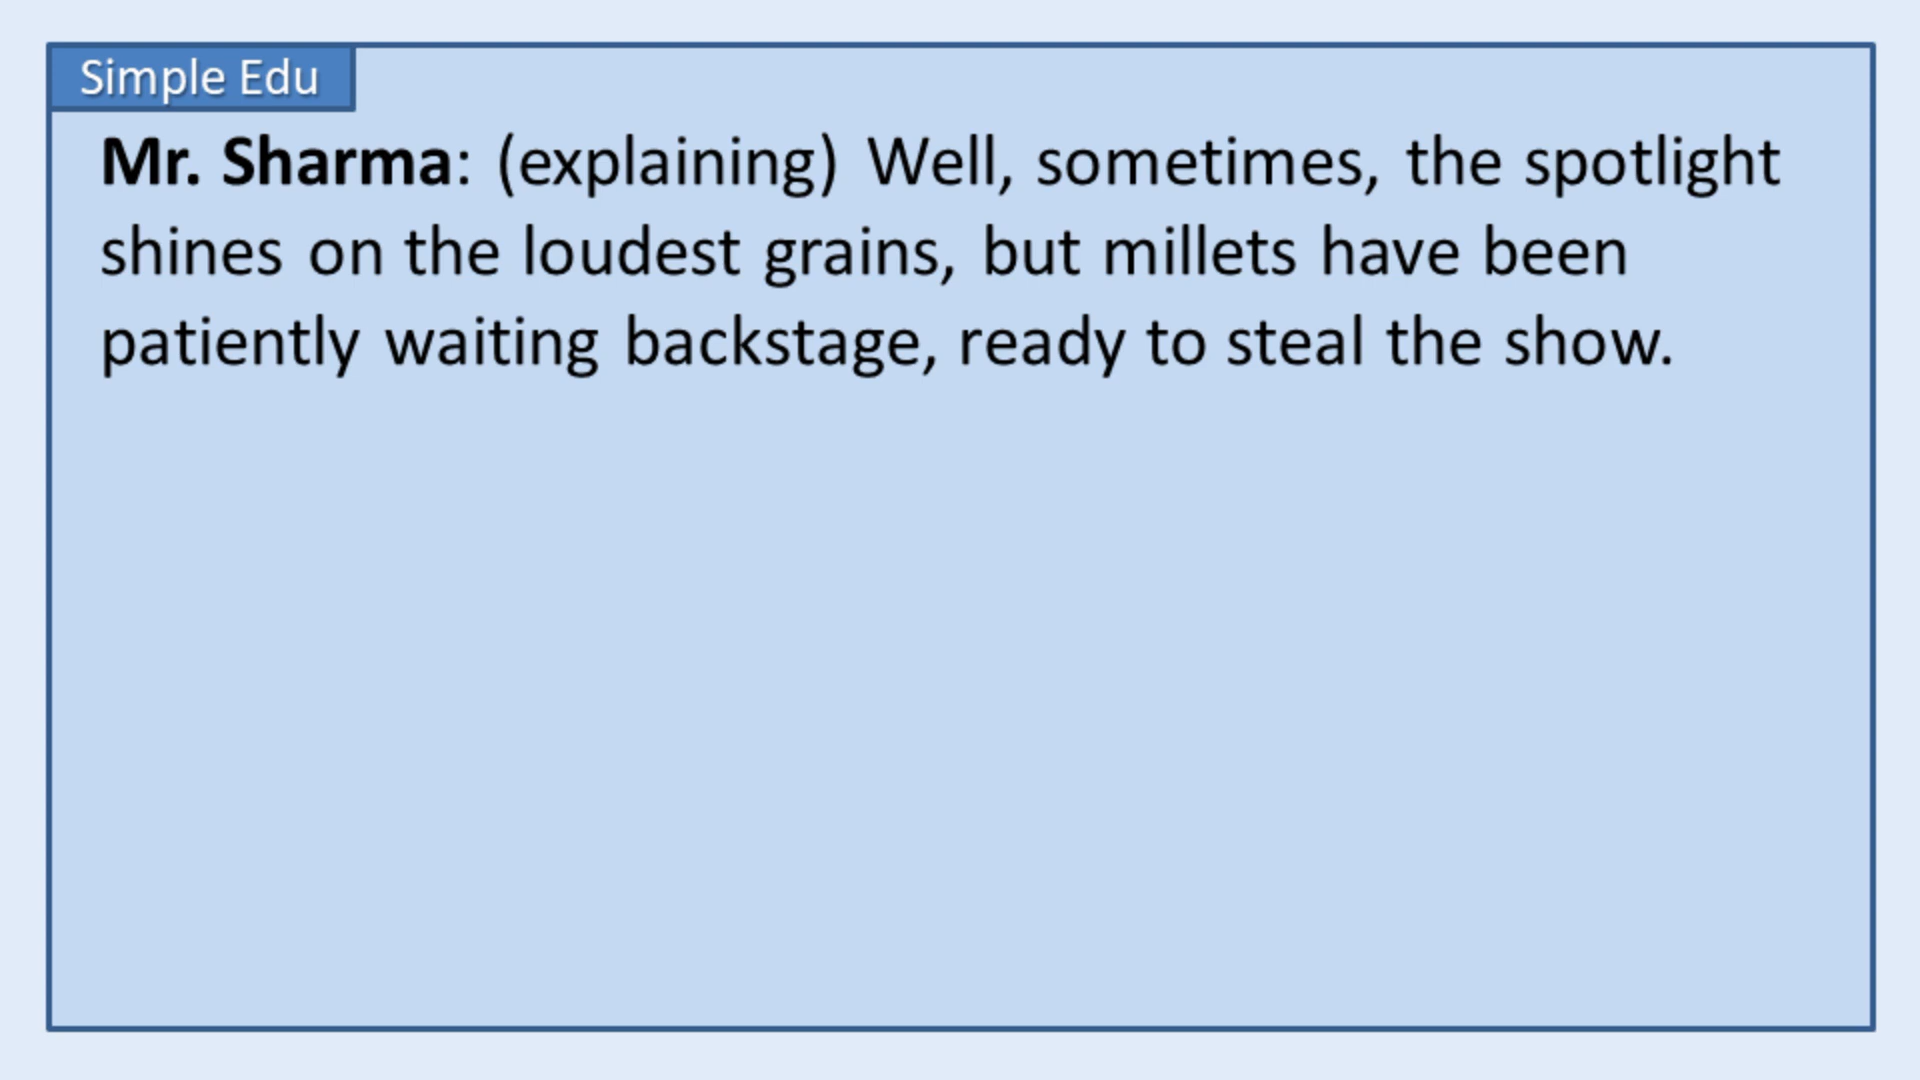 Simple Edu
Mr. Sharma: (explaining) Well, sometimes, the spotlight
shines on the loudest grains, but millets have been
patiently waiting backstage, ready to steal the show.